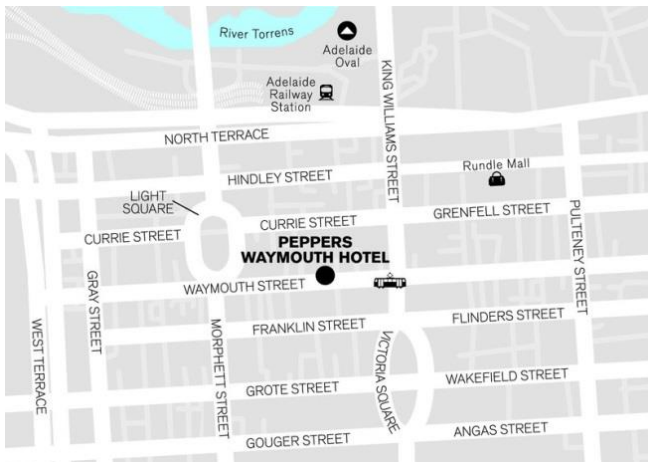 River Torrens
Adelaide
Oval
Adelaide
Railway
Station
KING WILLIAMS STREET
NORTH TERRACE
HINDLEY STREET
Rundle Mall
LIGHT
SQUARE
CURRIE STREET
CURRIE STREET
GRENFELL STREET
PULTENEY STREET
PEPPERS
WAYMOUTH HOTEL
WAYMOUTH STREET
GRAY STREET
WEST TERRACE
MORPHETT STREET
FRANKLIN STREET
FLINDERS STREET
VICTORIA SQUARE
GROTE STREET
WAKEFIELD STREET
GOUGER STREET
ANGAS STREET